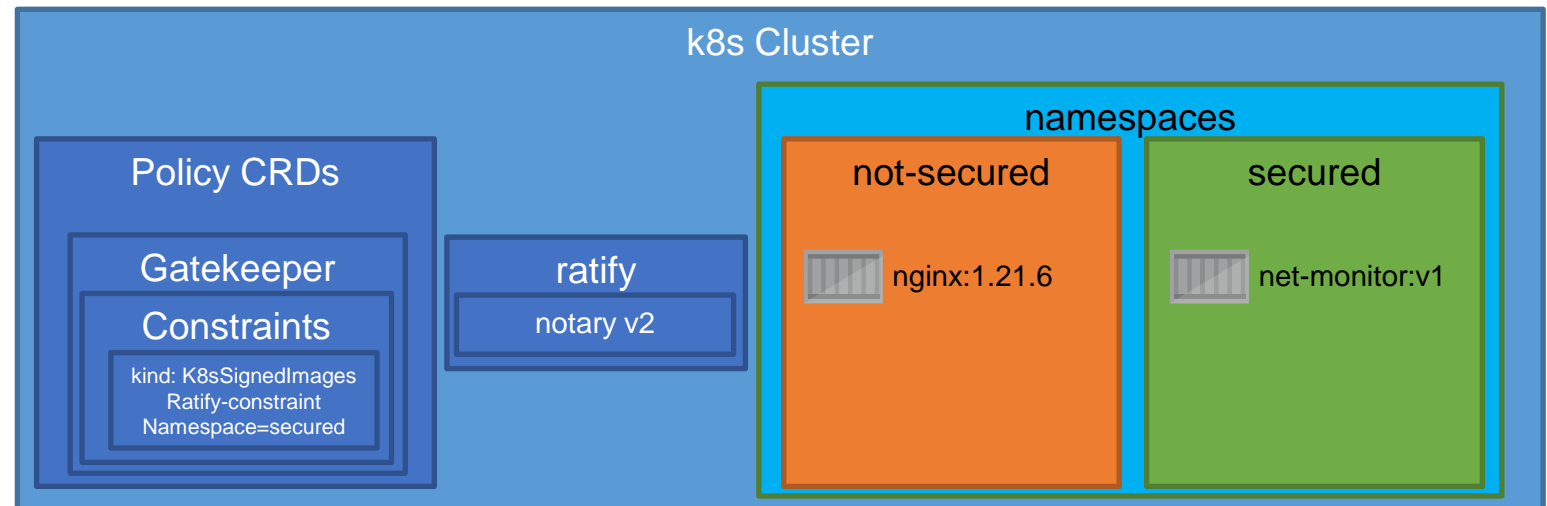 k8s Cluster
Policy CRDs
Gatekeeper
Constraints
kind: K8sSignedImages
Ratify-constraint
Namespace=secured
ratify
notary v2
namespaces
not-secured
nginx:1.21.6
secured
net-monitor:v1